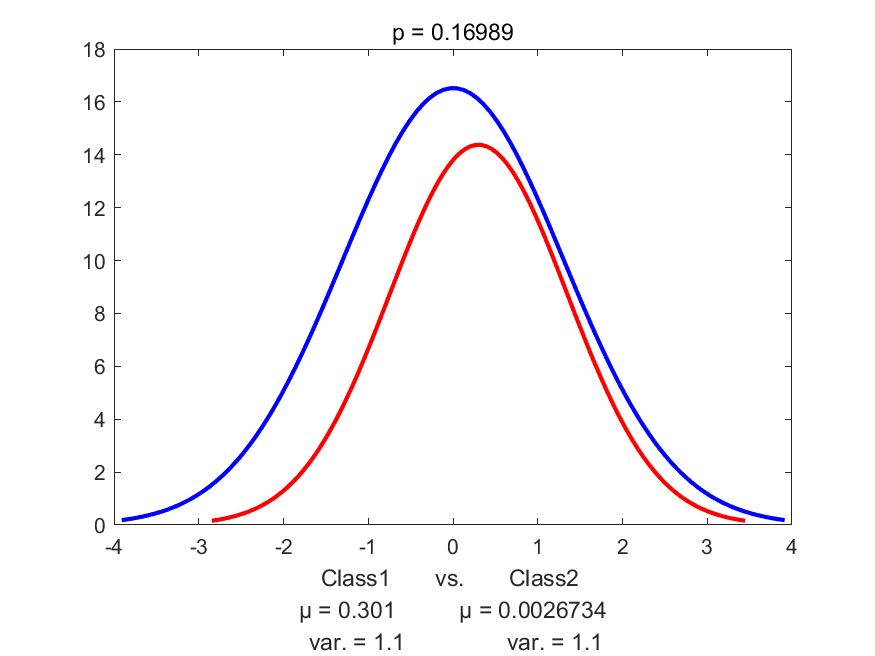 p = 0.16989
18
16
14
12
10
8
6
4
2
0
-4 -3 -2 -1 0 1 2 3 4
Class1 vs. Class2
μ = 0.301 μ = 0.0026734
var. = 1.1 var. = 1.1